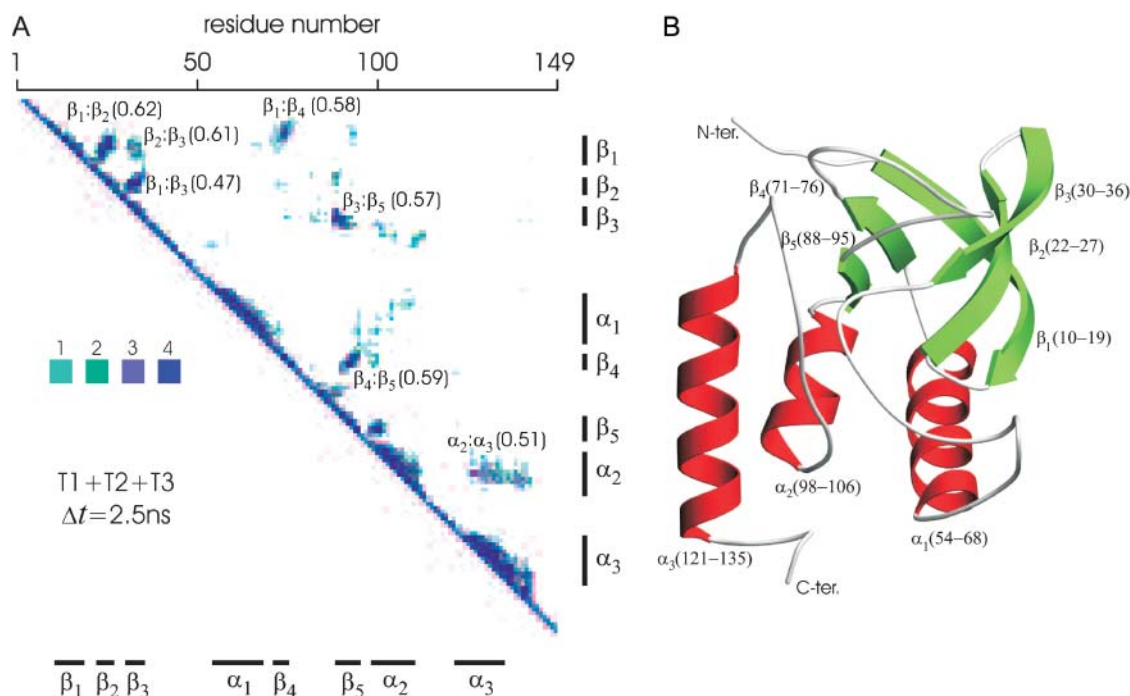 A
residue number
1 50 100 149
β1:β2(0.62)
β1:β4(0.58)
β2:β3(0.61)
β1:β3(0.47)
β3:β5(0.57)
β4:β5(0.59)
α2:α3(0.51)
1 2 3 4
T1+T2+T3
Δt=2.5ns
β1
β2
β3
α1
β4
β5
α2
α3
β1 β2 β3 α1 β4 β5 α2 α3
B
N-ter.
β4(71–76)
β3(30–36)
β5(88–95)
β2(22–27)
β1(10–19)
α2(98–106)
α1(54–68)
α3(121–135)
C-ter.